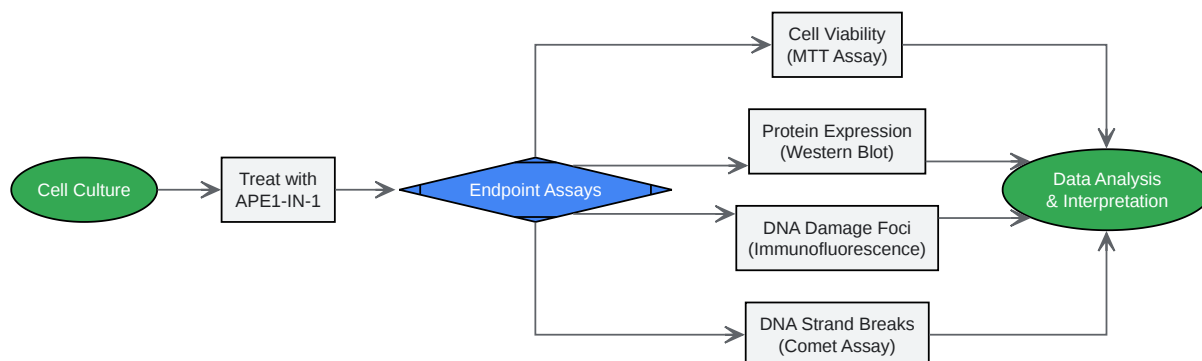 Cell Culture
Treat with
APE1-IN-1
Endpoint Assays
Cell Viability
(MTT Assay)
Protein Expression
(Western Blot)
DNA Damage Foci
(Immunofluorescence)
DNA Strand Breaks
(Comet Assay)
Data Analysis
& Interpretation